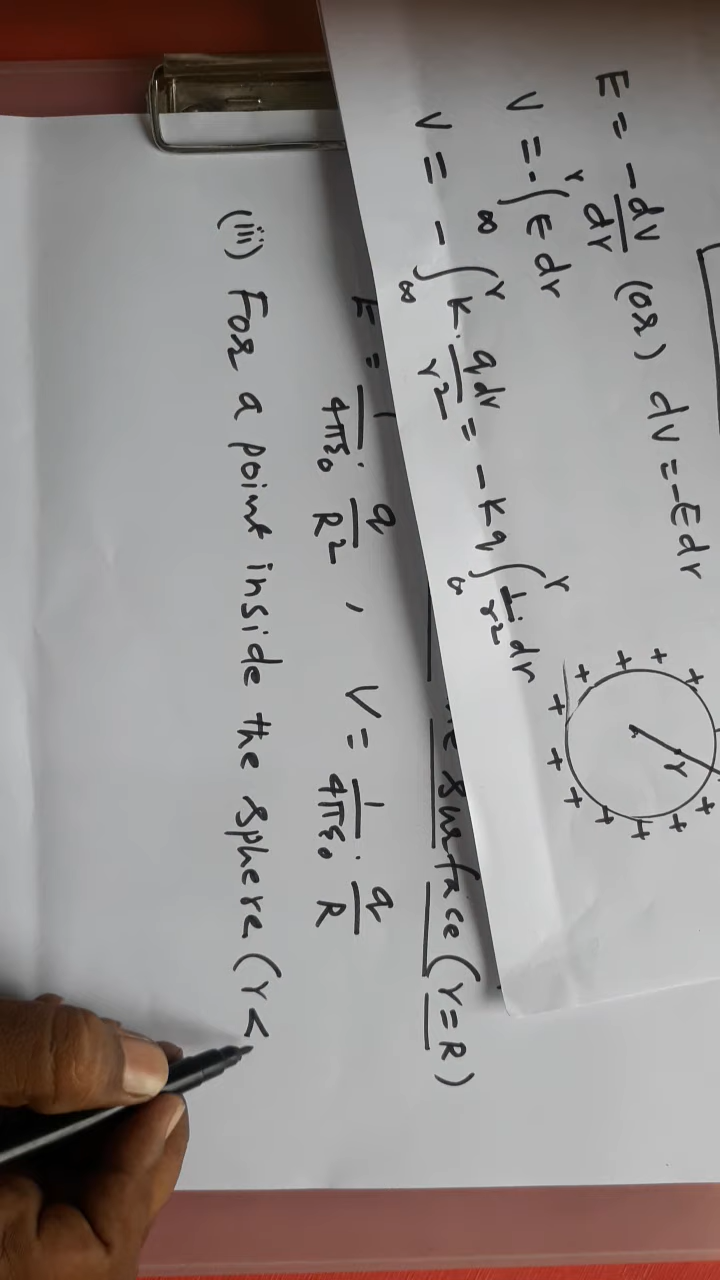 E = - dV/dr (or) dV = -E dr
V = - ∫_∞^r E dr
V = - ∫_∞^r k. q dr/r² = - kq ∫_∞^r 1/r² . dr
+ + + + + + + + + + + + r
surface (r = R)
E = 1/4πε₀ . q/R² , V = 1/4πε₀ . q/R
(iii) For a point inside the sphere (r <